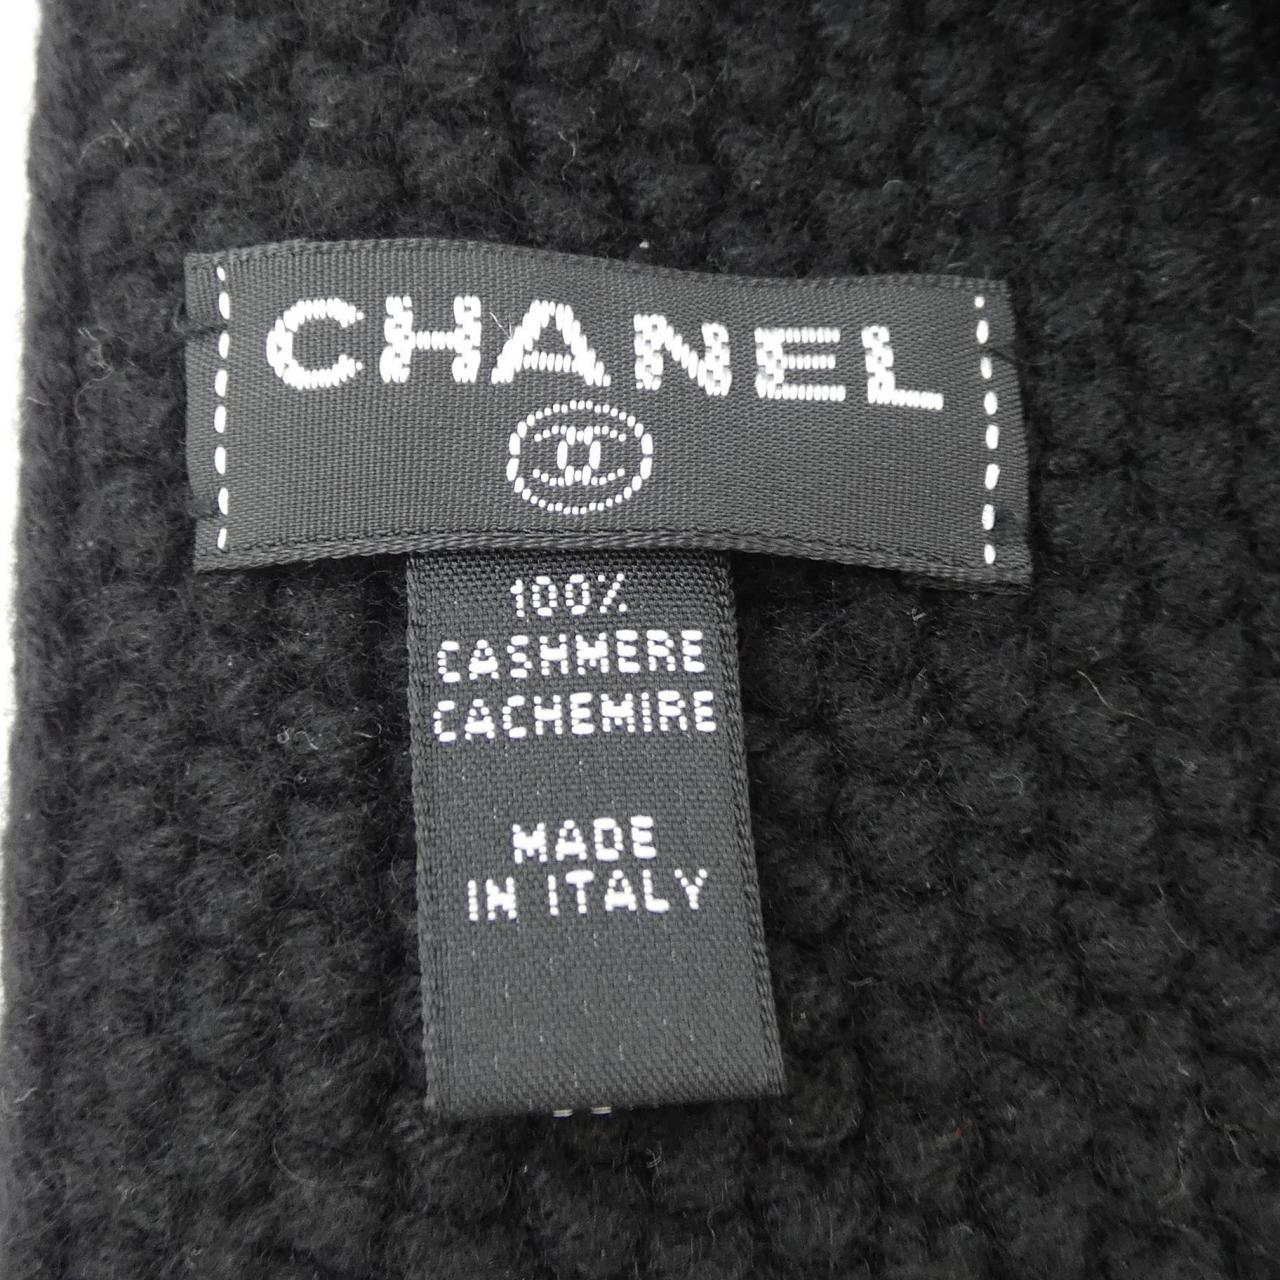 CHANEL
100%
CASHMERE
CACHEMIRE
MADE
IN ITALY